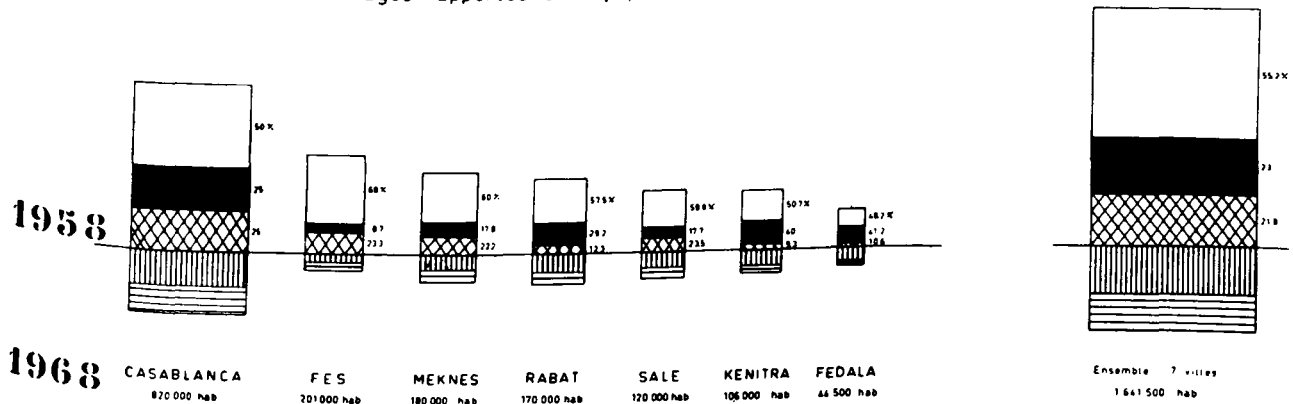 50%
25
25
68%
8.7
23.3
60%
17.8
22.2
57.5%
29.2
12.3
58.8%
17.7
23.5
50.7%
40
9.3
48.2%
41.2
10.6
55.2%
23
21.8
1958
1968
CASABLANCA
820 000 hab
FES
201 000 hab
MEKNES
180 000 hab
RABAT
170 000 hab
SALE
120 000 hab
KENITRA
106 000 hab
FEDALA
44 500 hab
Ensemble 7 villes
1 641 500 hab